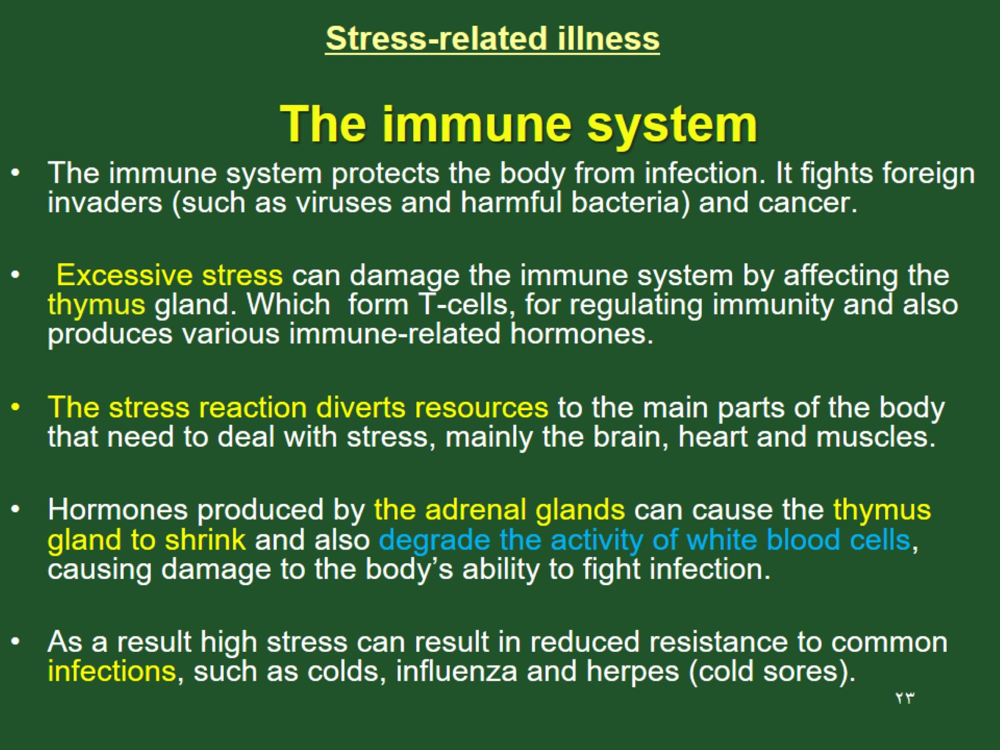 Stress-related illness
The immune system
• The immune system protects the body from infection. It fights foreign
invaders (such as viruses and harmful bacteria) and cancer.
• Excessive stress can damage the immune system by affecting the
thymus gland. Which  form T-cells, for regulating immunity and also
produces various immune-related hormones.
• The stress reaction diverts resources to the main parts of the body
that need to deal with stress, mainly the brain, heart and muscles.
• Hormones produced by the adrenal glands can cause the thymus
gland to shrink and also degrade the activity of white blood cells,
causing damage to the body’s ability to fight infection.
• As a result high stress can result in reduced resistance to common
infections, such as colds, influenza and herpes (cold sores).
٢٣